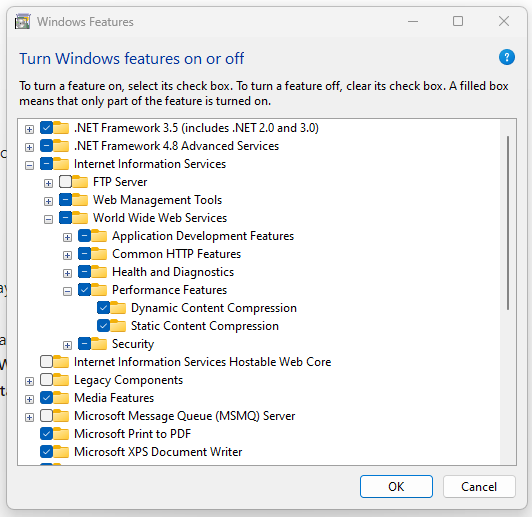 Windows Features
Turn Windows features on or off
?
To turn a feature on, select its check box. To turn a feature off, clear its check box. A filled box
means that only part of the feature is turned on.
.NET Framework 3.5 (includes .NET 2.0 and 3.0)
.NET Framework 4.8 Advanced Services
Internet Information Services
FTP Server
Web Management Tools
World Wide Web Services
Application Development Features
Common HTTP Features
Health and Diagnostics
Performance Features
Dynamic Content Compression
Static Content Compression
Security
Internet Information Services Hostable Web Core
Legacy Components
Media Features
Microsoft Message Queue (MSMQ) Server
Microsoft Print to PDF
Microsoft XPS Document Writer
OK
Cancel